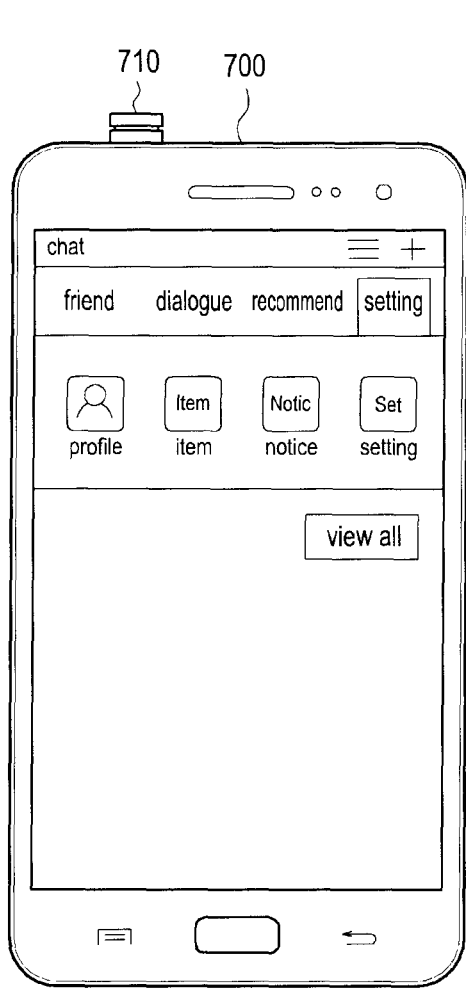 710 700
chat
friend dialogue recommend setting
Item Notic Set
profile item notice setting
view all